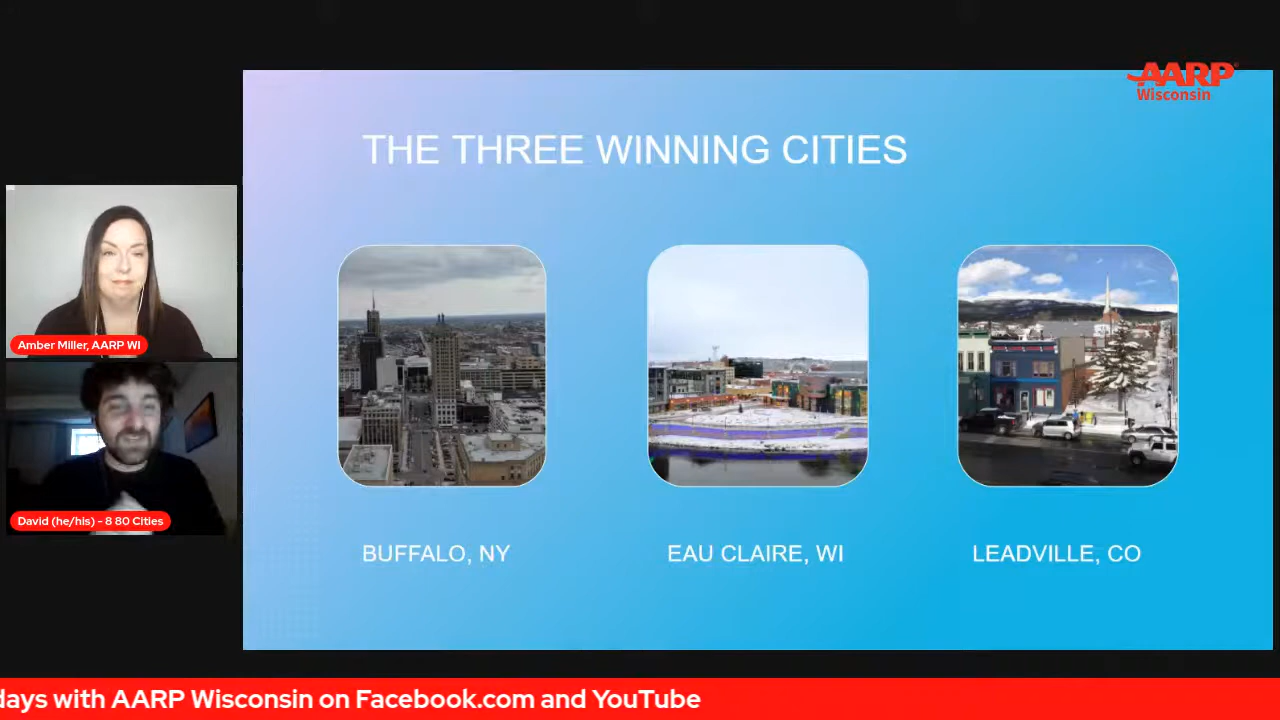 AARP
Wisconsin
THE THREE WINNING CITIES
Amber Miller, AARP WI
David (he/his) - 8 80 Cities
BUFFALO, NY
EAU CLAIRE, WI
LEADVILLE, CO
days with AARP Wisconsin on Facebook.com and YouTube